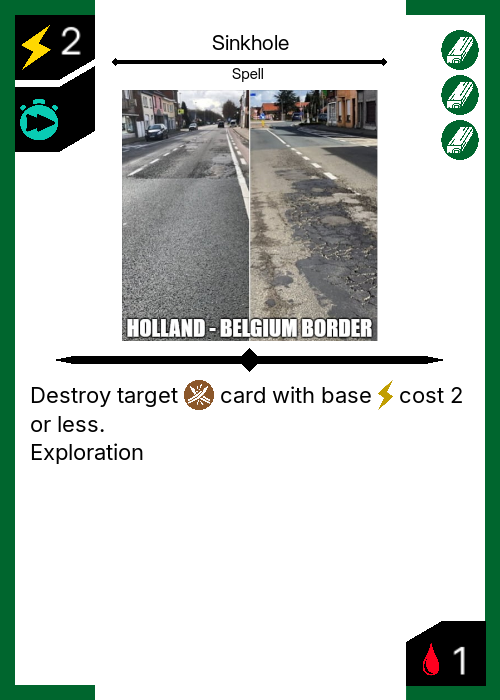 2
Sinkhole
Spell
HOLLAND - BELGIUM BORDER
Destroy target card with base cost 2
or less.
Exploration
1